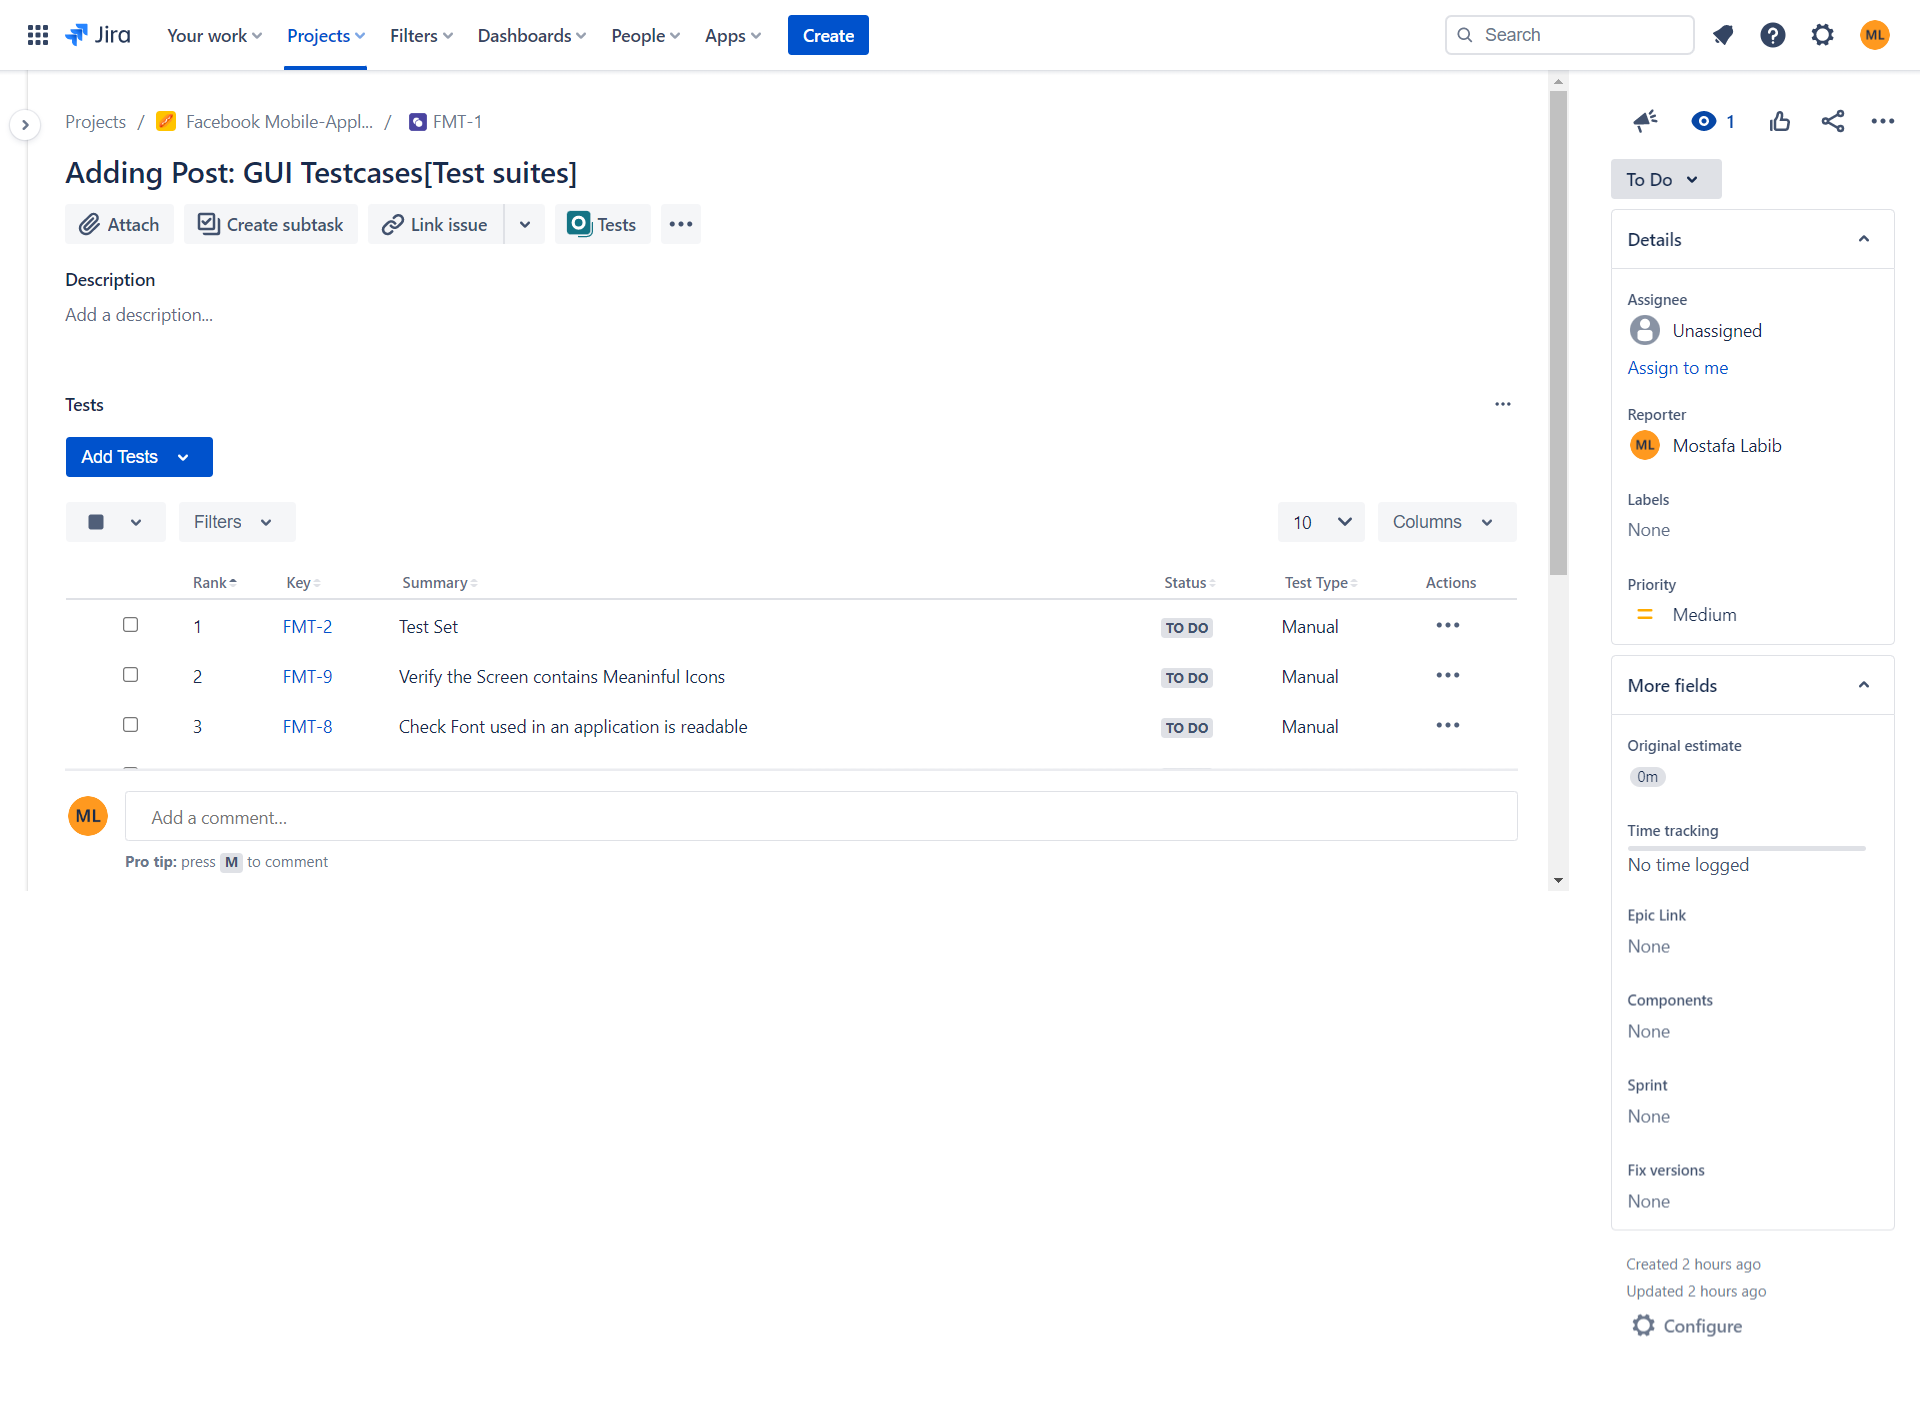 Jira Your work Projects Filters Dashboards People Apps Create Search ML
Projects / Facebook Mobile-Appl... / FMT-1
1
Adding Post: GUI Testcases[Test suites]
To Do
Attach Create subtask Link issue Tests
Details
Description
Add a description...
Assignee
Unassigned
Assign to me
Tests
Reporter
ML Mostafa Labib
Add Tests
Labels
None
Filters 10 Columns
Priority
Medium
Rank Key Summary Status Test Type Actions
1 FMT-2 Test Set TO DO Manual
2 FMT-9 Verify the Screen contains Meaninful Icons TO DO Manual
3 FMT-8 Check Font used in an application is readable TO DO Manual
More fields
Original estimate
0m
ML Add a comment...
Pro tip: press M to comment
Time tracking
No time logged
Epic Link
None
Components
None
Sprint
None
Fix versions
None
Created 2 hours ago
Updated 2 hours ago
Configure